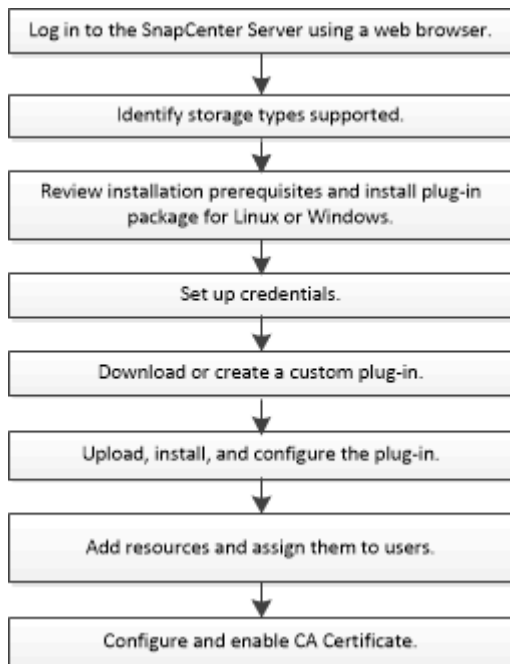 Log in to the SnapCenter Server using a web browser.
Identify storage types supported.
Review installation prerequisites and install plug-in
package for Linux or Windows.
Set up credentials.
Download or create a custom plug-in.
Upload, install, and configure the plug-in.
Add resources and assign them to users.
Configure and enable CA Certificate.